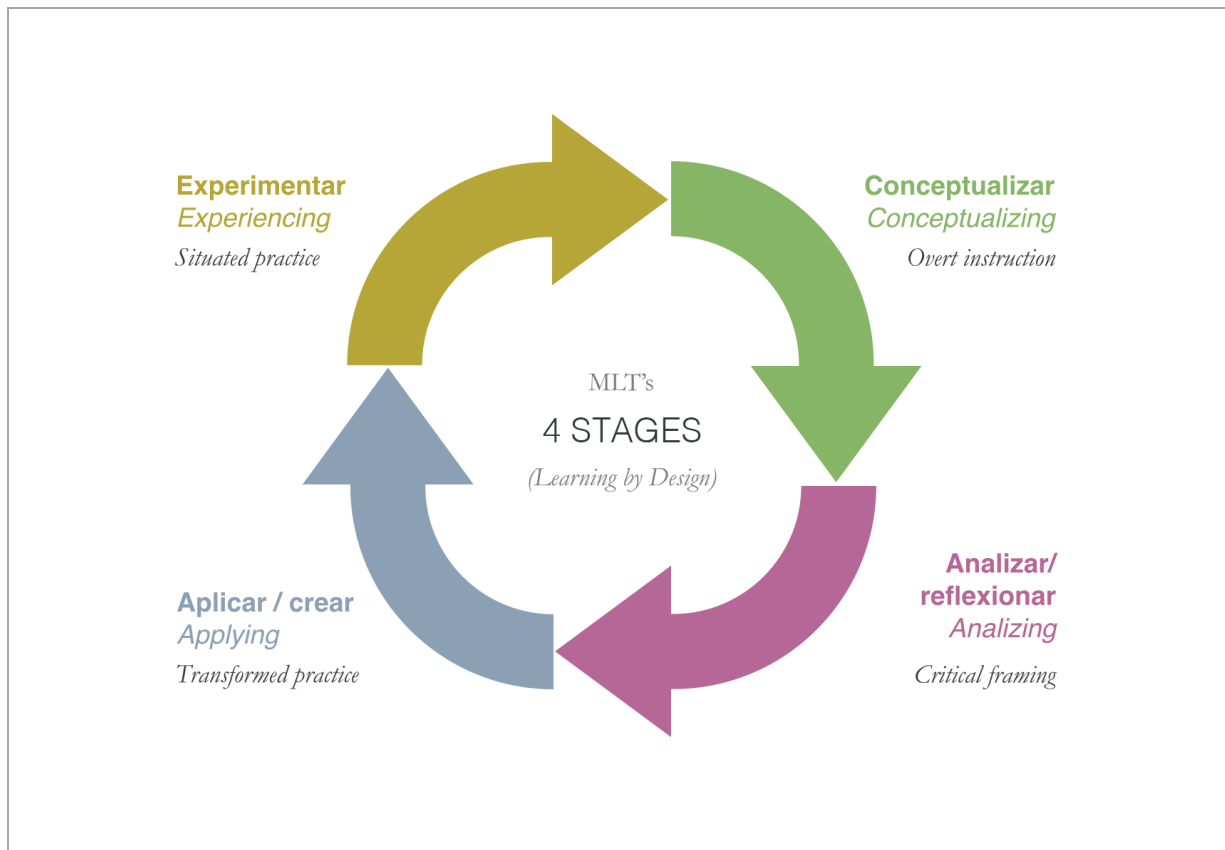 Experimentar
Experiencing
Situated practice
Conceptualizar
Conceptualizing
Overt instruction
MLT's
4 STAGES
(Learning by Design)
Analizar/
reflexionar
Analizing
Critical framing
Aplicar / crear
Applying
Transformed practice